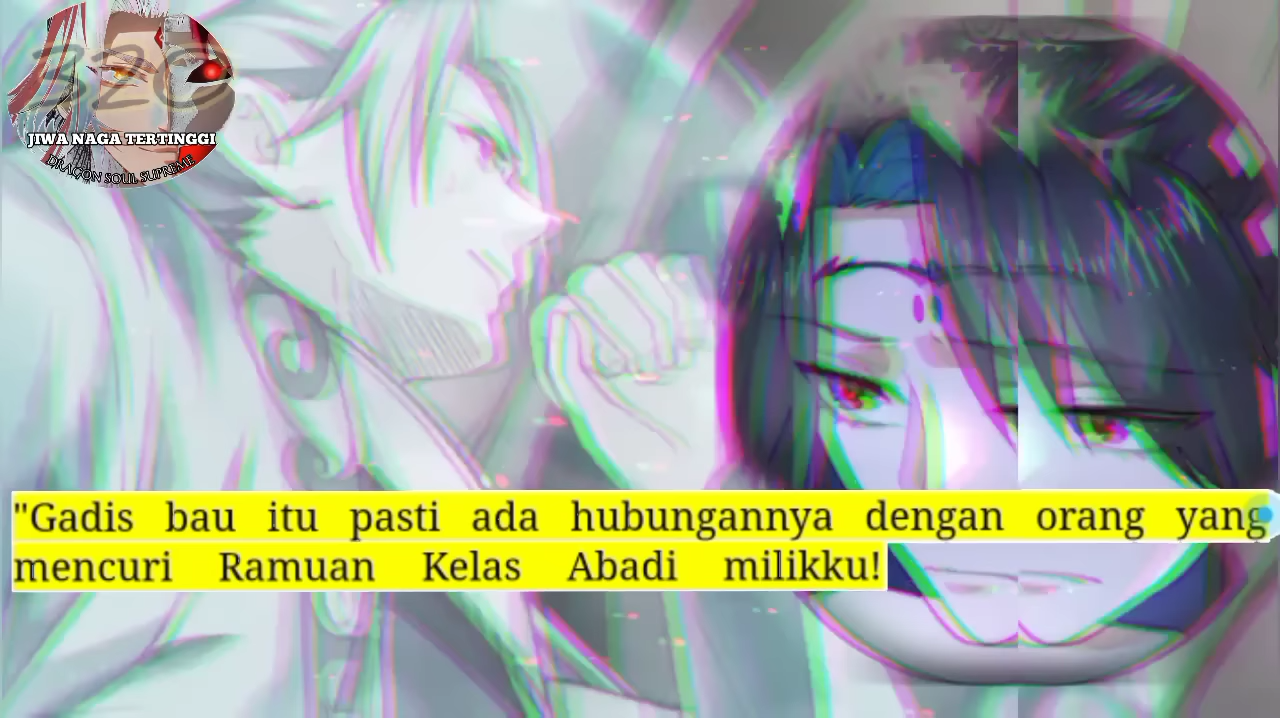 320
JIWA NAGA TERTINGGI
DRAGON SOUL SUPREME
"Gadis bau itu pasti ada hubungannya dengan orang yang
mencuri Ramuan Kelas Abadi milikku!